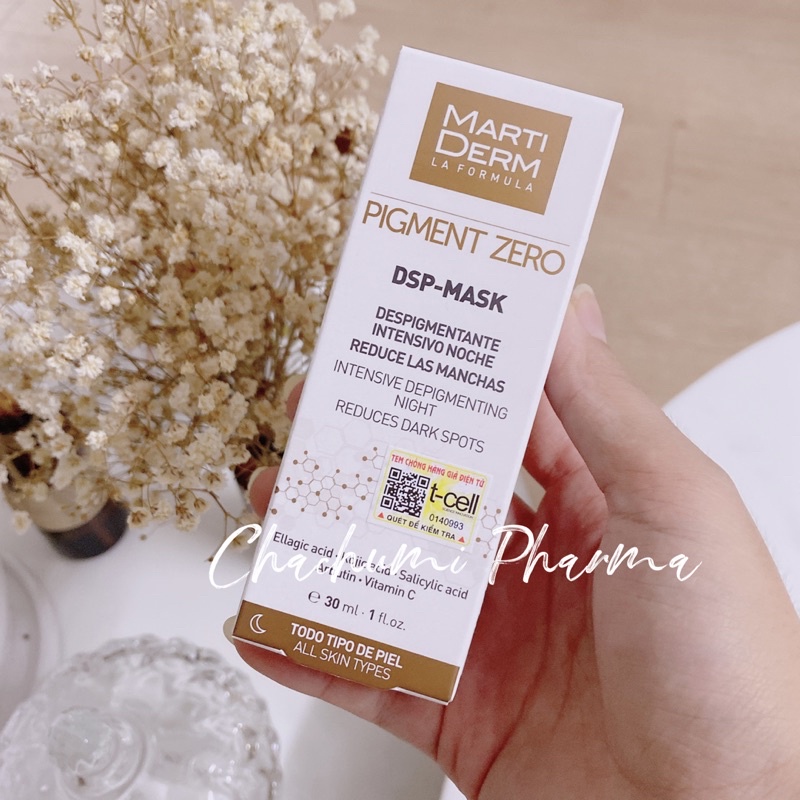 MARTI
DERM
LA FORMULA
PIGMENT ZERO
DSP-MASK
DESPIGMENTANTE
INTENSIVO NOCHE
REDUCE LAS MANCHAS
INTENSIVE DEPIGMENTING
NIGHT
REDUCES DARK SPOTS
TEM CHỐNG HÀNG GIẢ ĐIỆN TỬ
t-cell
0140993
QUÉT ĐỂ KIỂM TRA
Chaihumi Pharma
Ellagic acid • Kojic acid • Salicylic acid
Arbutin • Vitamin C
℮ 30 ml · 1 fl.oz.
TODO TIPO DE PIEL
ALL SKIN TYPES